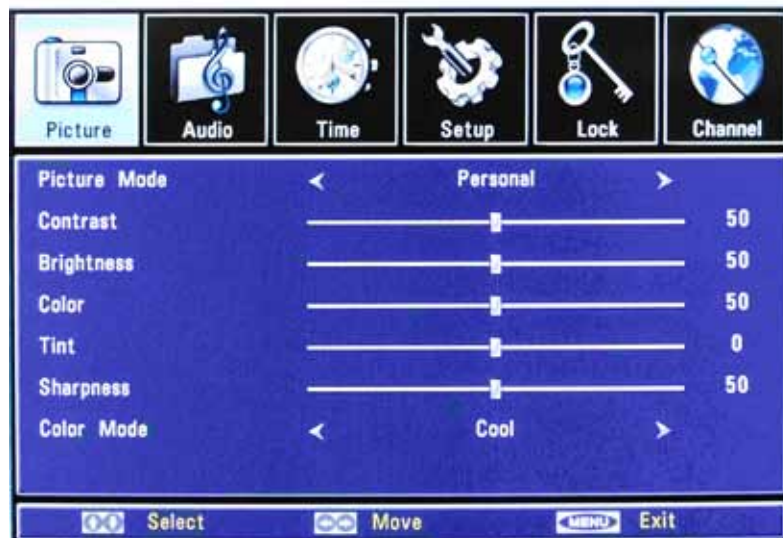 Picture Audio Time Setup Lock Channel
Picture Mode Personal
Contrast 50
Brightness 50
Color 50
Tint 0
Sharpness 50
Color Mode Cool
Select Move MENU Exit